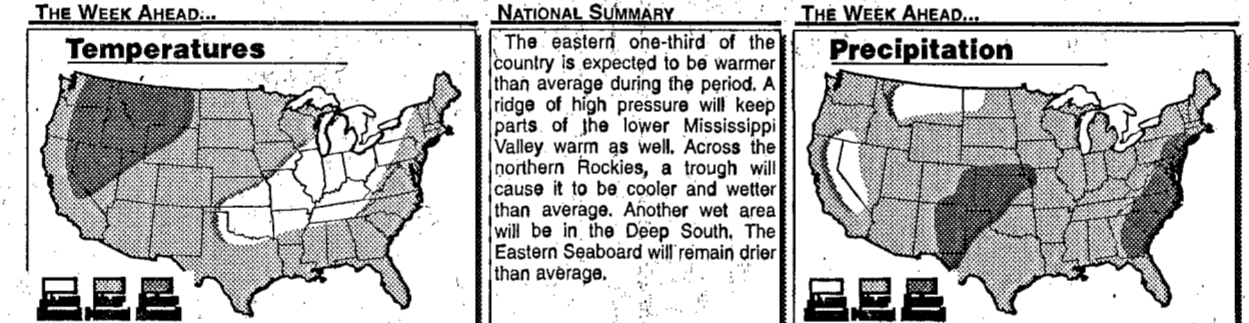 THE WEEK AHEAD...
Temperatures
NATIONAL SUMMARY
The eastern one-third of the
country is expected to be warmer
than average during the period. A
ridge of high pressure will keep
parts of the lower Mississippi
Valley warm as well. Across the
northern Rockies, a trough will
cause it to be cooler and wetter
than average. Another wet area
will be in the Deep South. The
Eastern Seaboard will remain drier
than average.
THE WEEK AHEAD...
Precipitation